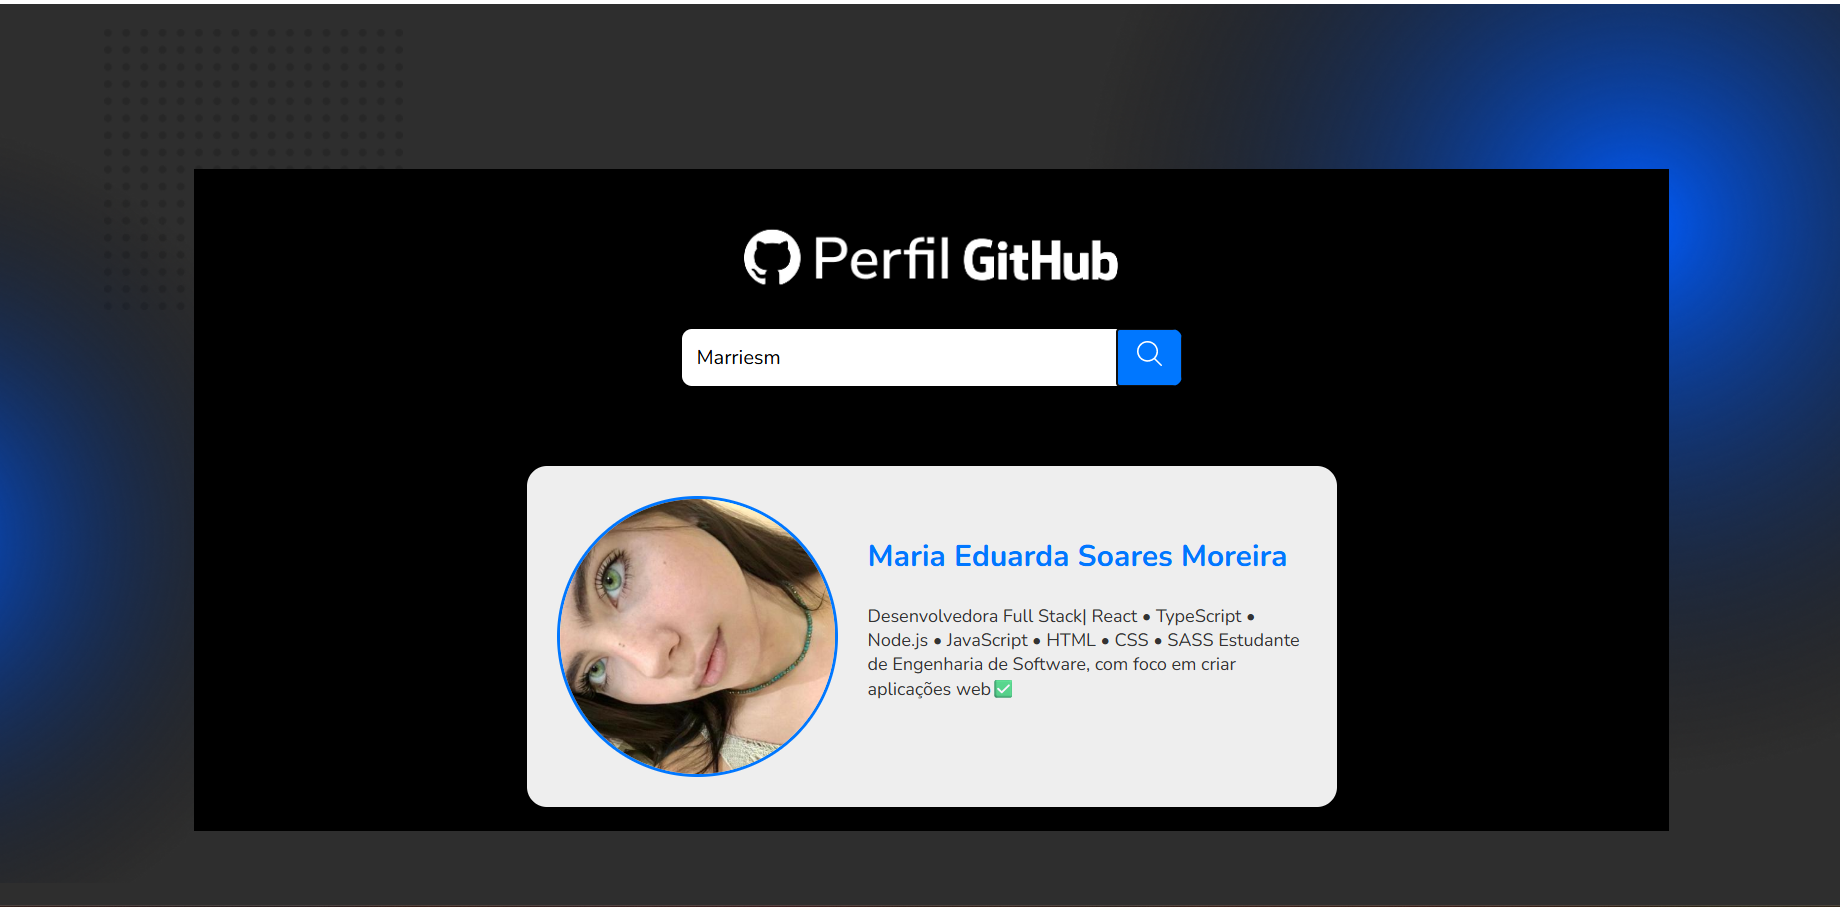 Perfil GitHub
Marriesm
Maria Eduarda Soares Moreira
Desenvolvedora Full Stack| React • TypeScript •
Node.js • JavaScript • HTML • CSS • SASS Estudante
de Engenharia de Software, com foco em criar
aplicações web✅